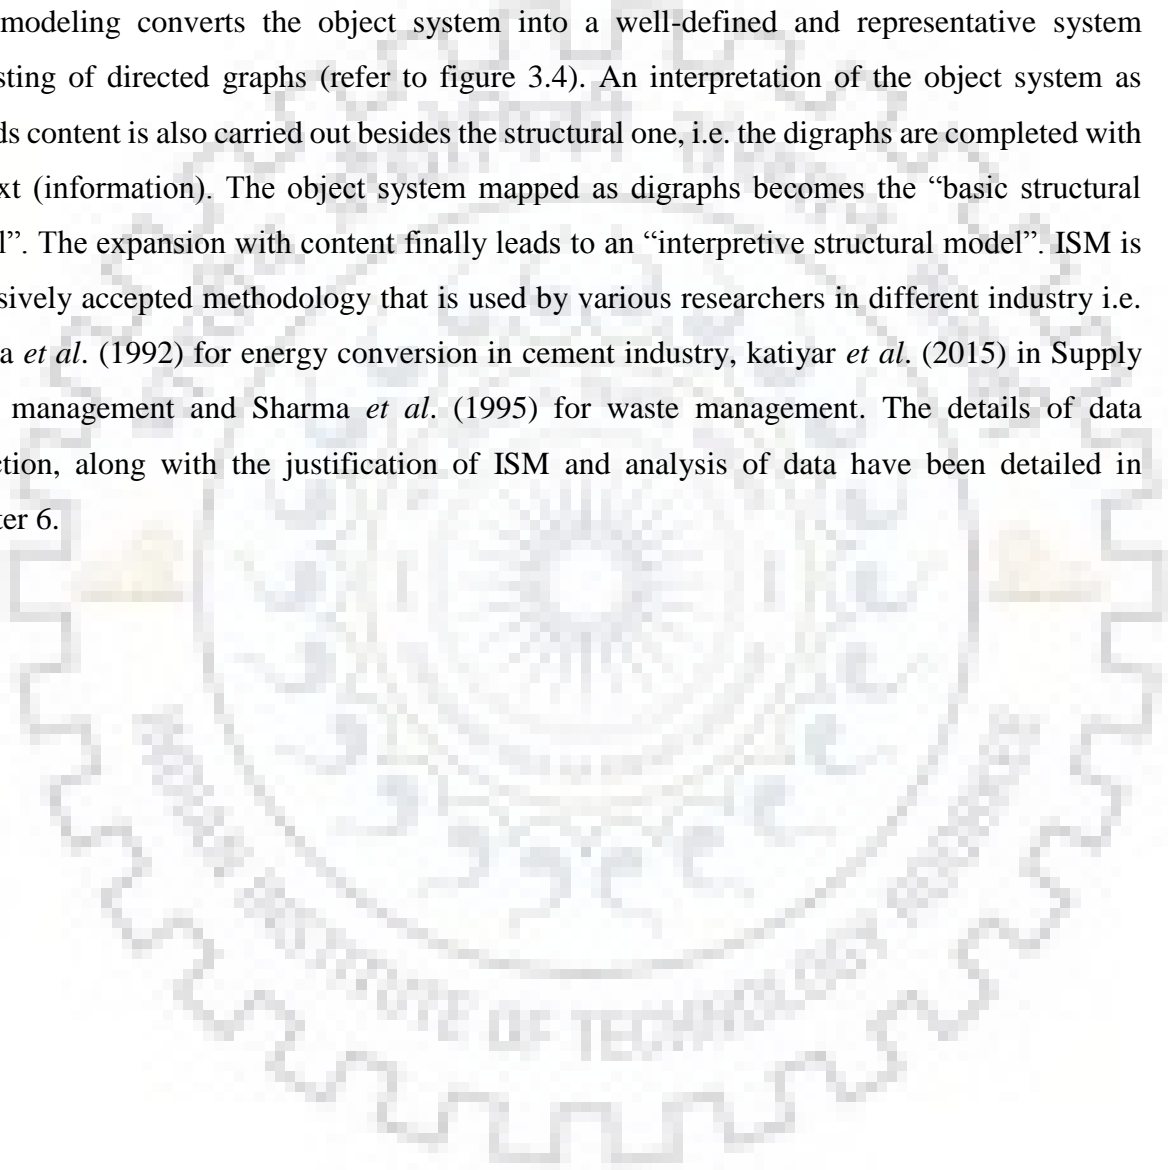 modeling converts the object system into a well-defined and representative system
sting of directed graphs (refer to figure 3.4). An interpretation of the object system as
ds content is also carried out besides the structural one, i.e. the digraphs are completed with
xt (information). The object system mapped as digraphs becomes the “basic structural
l”. The expansion with content finally leads to an “interpretive structural model”. ISM is
sively accepted methodology that is used by various researchers in different industry i.e.
a et al. (1992) for energy conversion in cement industry, katiyar et al. (2015) in Supply
management and Sharma et al. (1995) for waste management. The details of data
ction, along with the justification of ISM and analysis of data have been detailed in
ter 6.
INSTITUTE OF TECHNOLOGY ROORKEE